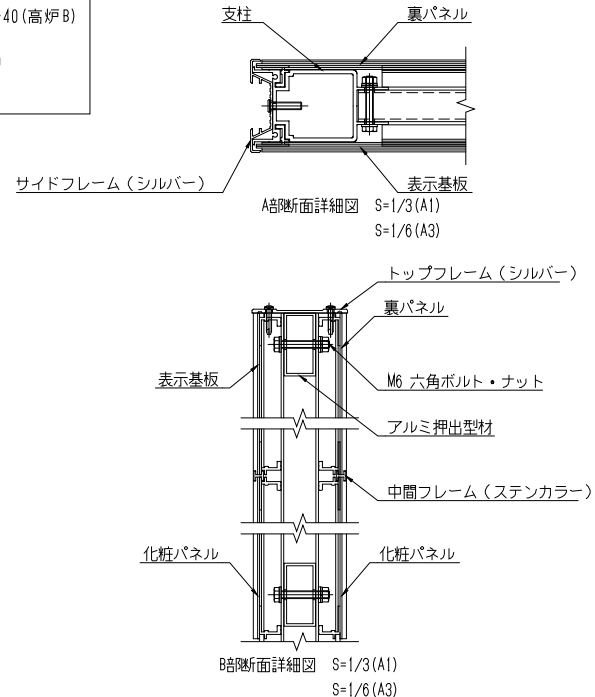 -40(高炉B)
支柱
裏パネル
サイドフレーム(シルバー)
表示基板
A部断面詳細図 S=1/3(A1)
S=1/6(A3)
トップフレーム(シルバー)
裏パネル
表示基板
M6 六角ボルト・ナット
アルミ押出型材
中間フレーム(ステンカラー)
化粧パネル
化粧パネル
B部断面詳細図 S=1/3(A1)
S=1/6(A3)